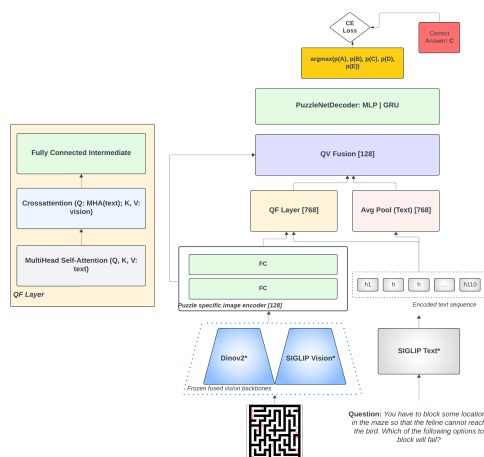 CE
Loss
Correct
Answer: C
argmax(p(A), p(B), p(C), p(D),
p(E))
PuzzleNetDecoder: MLP | GRU
QV Fusion [128]
Fully Connected Intermediate
Crossattention (Q: MHA(text); K, V:
vision)
MultiHead Self-Attention (Q, K, V:
text)
QF Layer
QF Layer [768]
Avg Pool (Text) [768]
FC
FC
Puzzle specific image encoder [128]
h1
h
h
...
h110
Encoded text sequence
Dinov2*
SIGLIP Vision*
Frozen fused vision backbones
SIGLIP Text*
Question: You have to block some location
in the maze so that the feline cannot reach
the bird. Which of the following options to
block will fail?